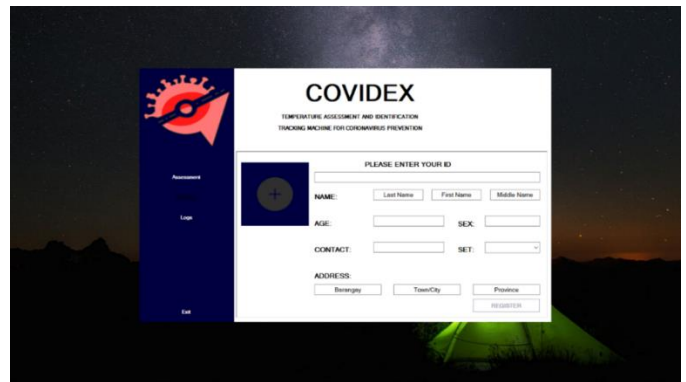 COVIDEX
TEMPERATURE ASSESSMENT AND IDENTIFICATION
TRACKING MACHINE FOR CORONAVIRUS PREVENTION
Assessment
Logs
Exit
PLEASE ENTER YOUR ID
NAME: Last Name First Name Middle Name
AGE: SEX:
CONTACT: SET:
ADDRESS:
Barangay Town/City Province
REGISTER